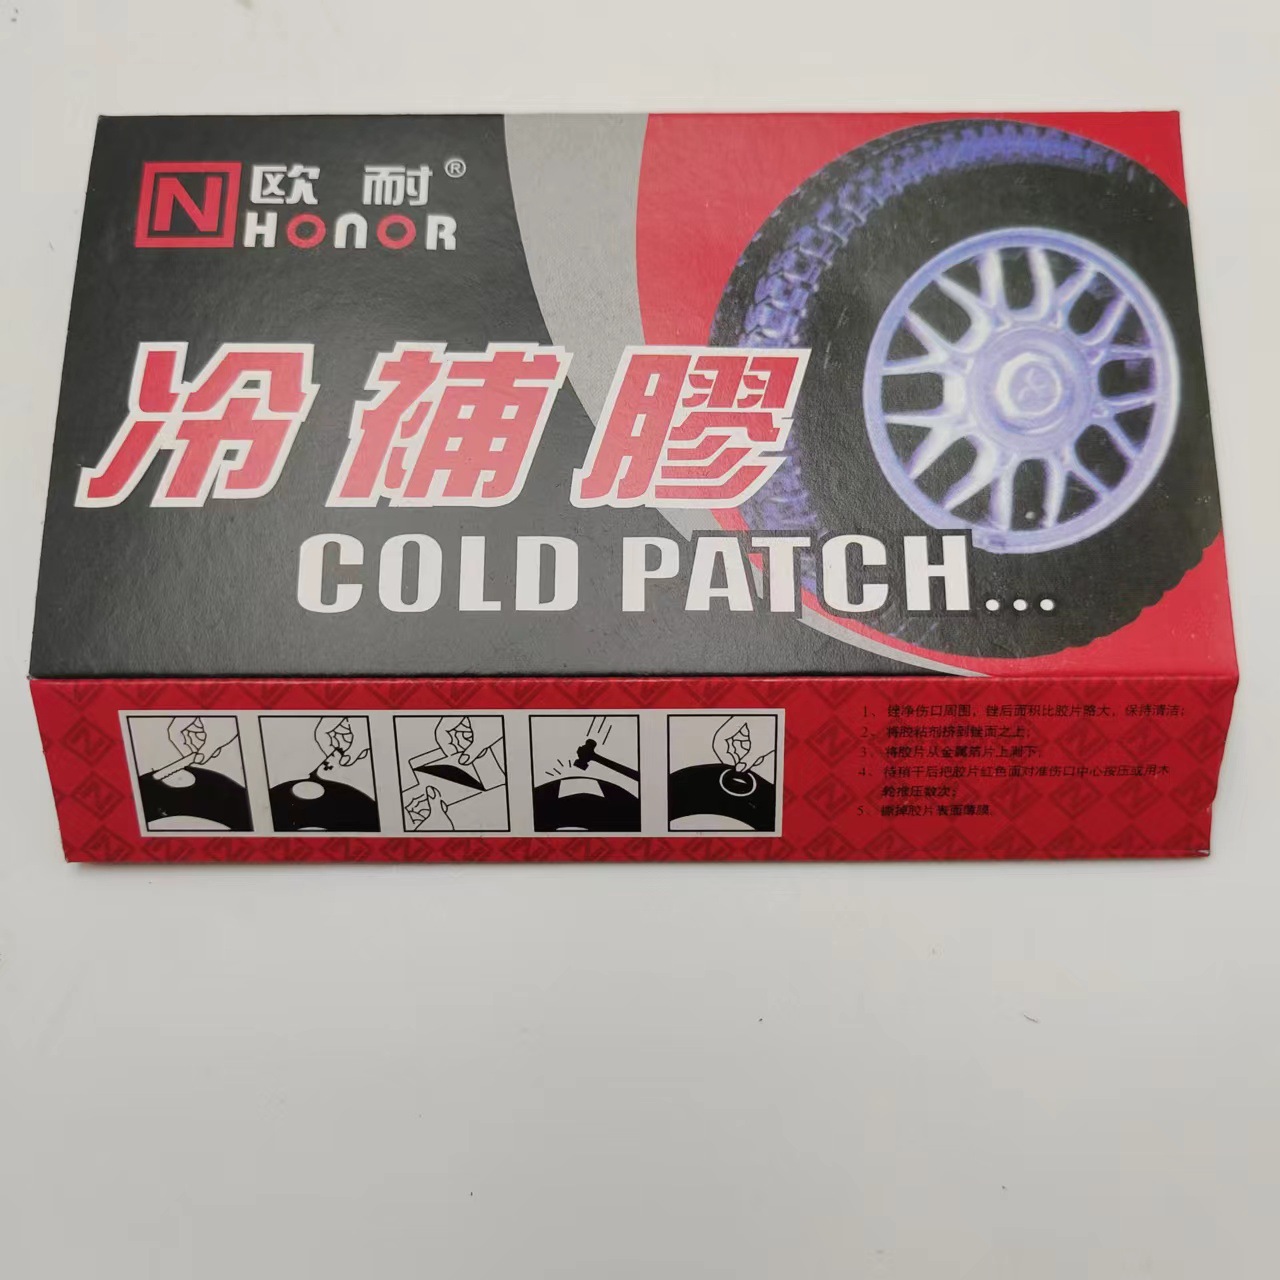 N 欧 耐®
HONOR
冷補膠
COLD PATCH...
1、锉净伤口周围，锉后面积比胶片略大，保持清洁；
2、将胶粘剂挤到锉面之上；
3、将胶片从金属箔片上剥下；
4、待稍干后把胶片红色面对准伤口中心按压或用木
轮推压数次；
5、撕掉胶片表面薄膜。